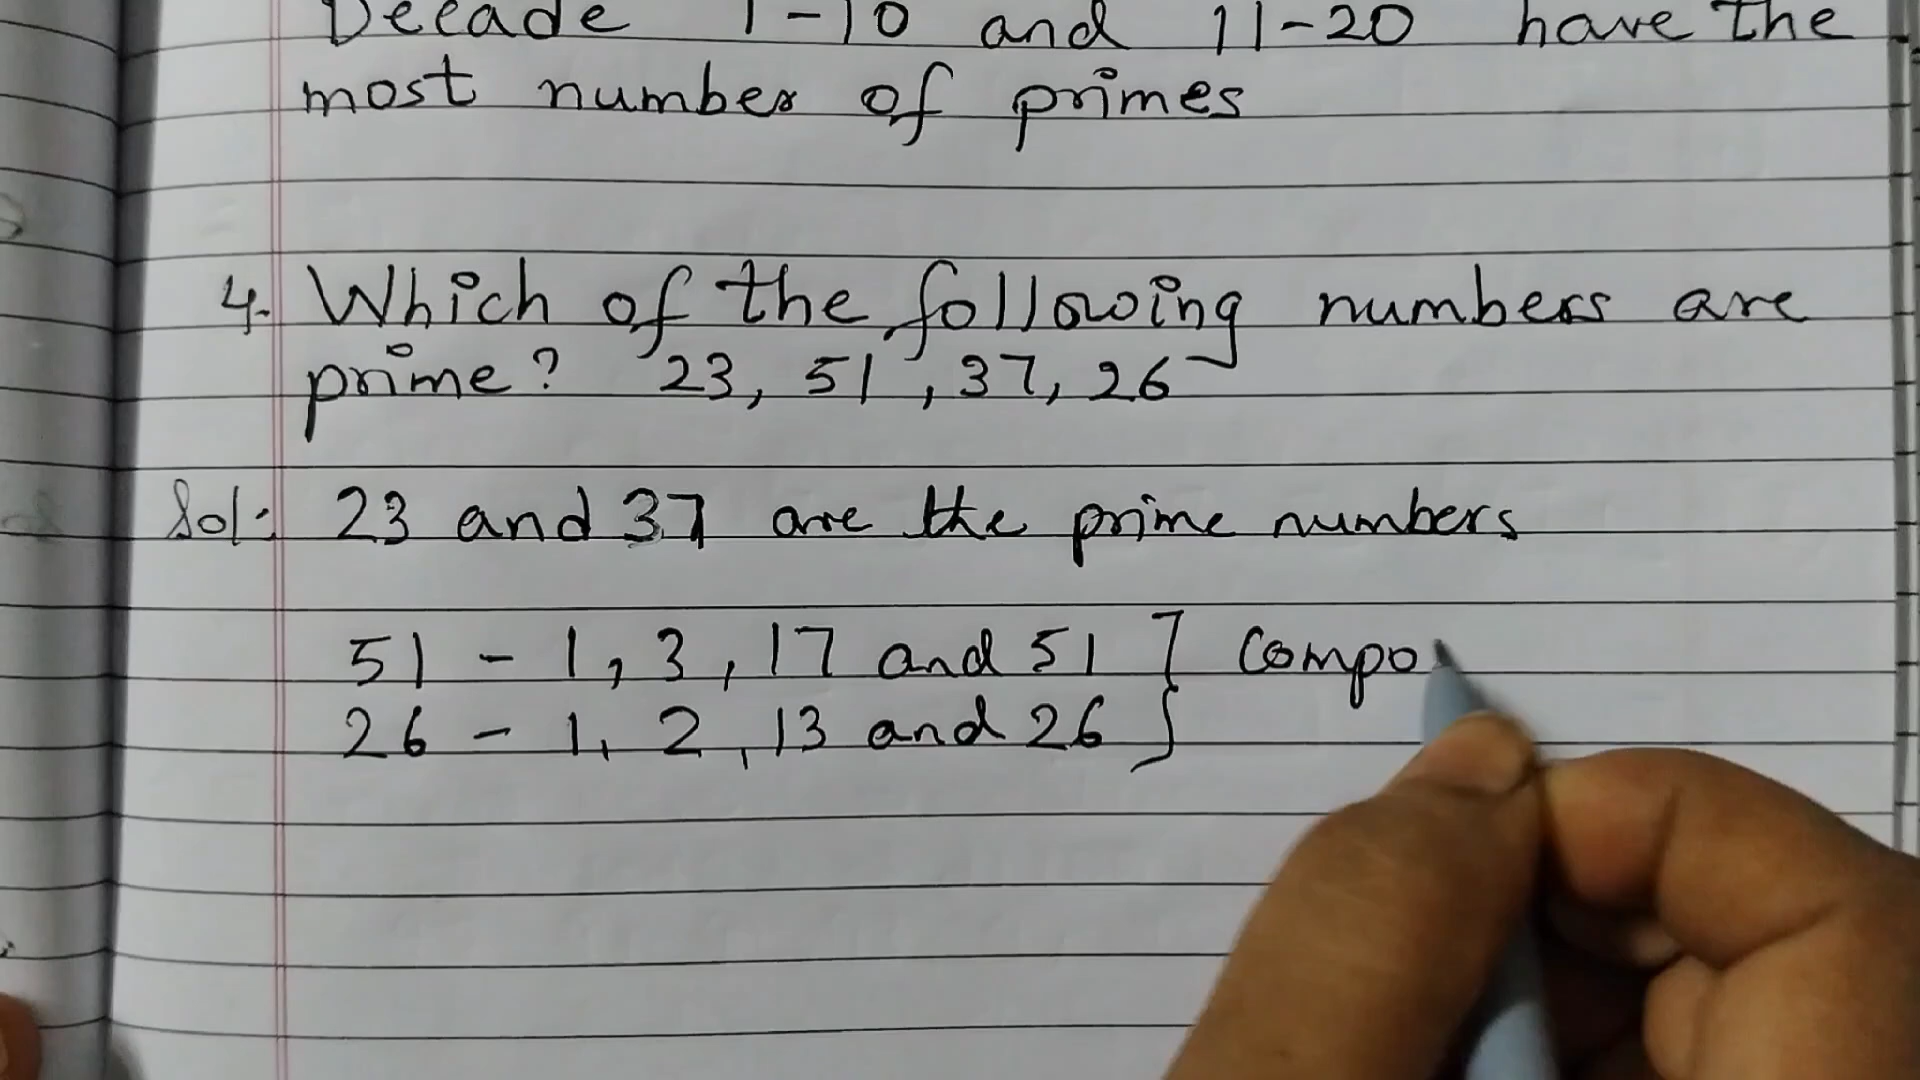 Decade 1-10 and 11-20 have the
most number of primes
4. Which of the following numbers are
prime? 23, 51, 37, 26
Sol: 23 and 37 are the prime numbers
51 - 1, 3, 17 and 51 ] Compo
26 - 1, 2, 13 and 26 }